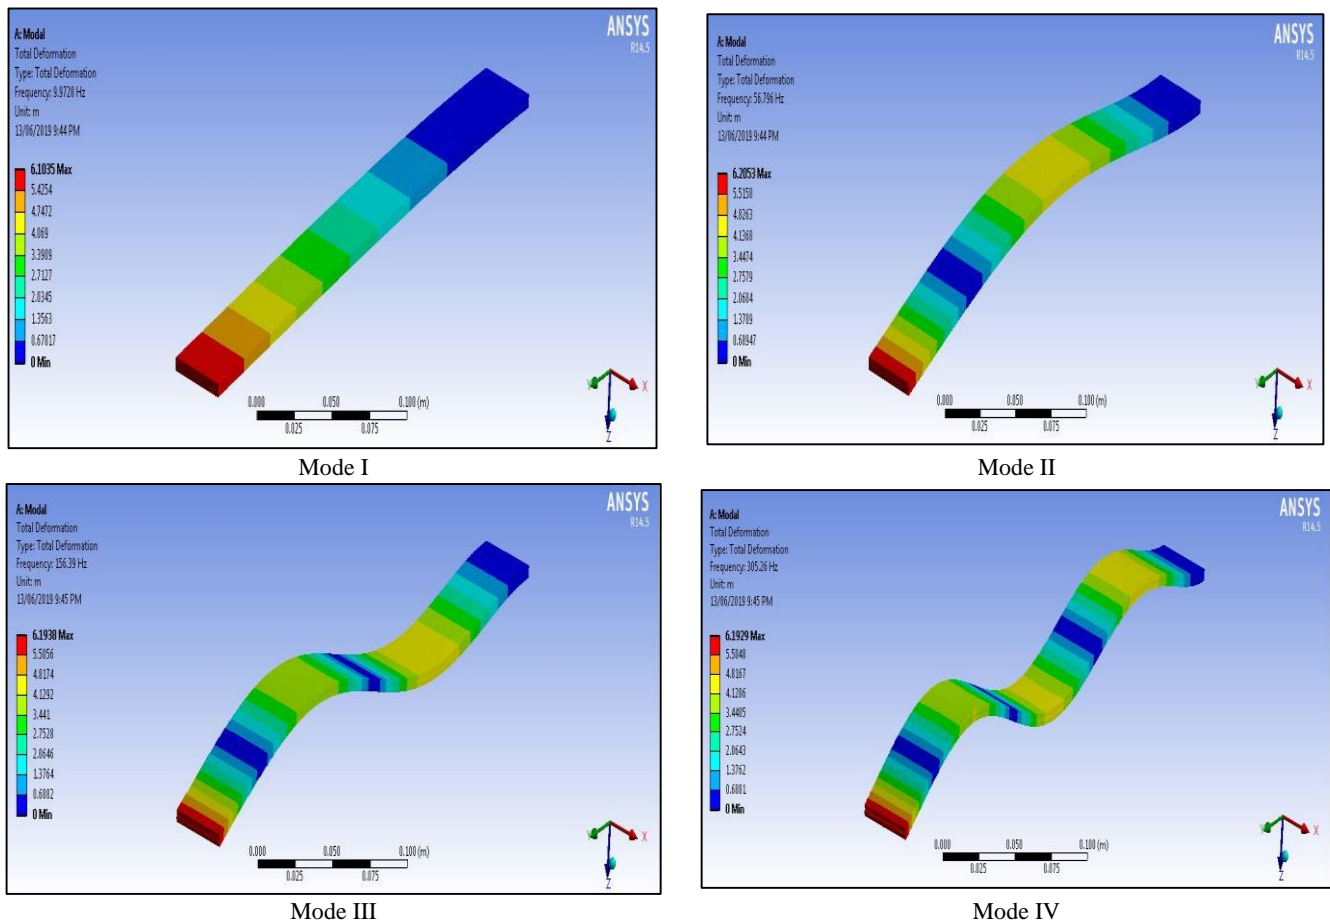 A: Modal
Total Deformation
Type: Total Deformation
Frequency: 9.9728 Hz
Unit: m
13/06/2019 9:44 PM
ANSYS
R14.5
6.1035 Max
5.4254
4.7472
4.069
3.3909
2.7127
2.0345
1.3563
0.67817
0 Min
0.000
0.050
0.100 (m)
0.025
0.075
X
Z
Mode I
A: Modal
Total Deformation
Type: Total Deformation
Frequency: 56.796 Hz
Unit: m
13/06/2019 9:44 PM
ANSYS
R14.5
6.2053 Max
5.5158
4.8263
4.1368
3.4474
2.7579
2.0684
1.3789
0.68947
0 Min
0.000
0.050
0.100 (m)
0.025
0.075
X
Z
Mode II
A: Modal
Total Deformation
Type: Total Deformation
Frequency: 156.39 Hz
Unit: m
13/06/2019 9:45 PM
ANSYS
R14.5
6.1938 Max
5.5056
4.8174
4.1292
3.441
2.7528
2.0646
1.3764
0.6882
0 Min
0.000
0.050
0.100 (m)
0.025
0.075
X
Z
Mode III
A: Modal
Total Deformation
Type: Total Deformation
Frequency: 305.26 Hz
Unit: m
13/06/2019 9:45 PM
ANSYS
R14.5
6.1929 Max
5.5048
4.8167
4.1286
3.4405
2.7524
2.0643
1.3762
0.6881
0 Min
0.000
0.050
0.100 (m)
0.025
0.075
X
Z
Mode IV